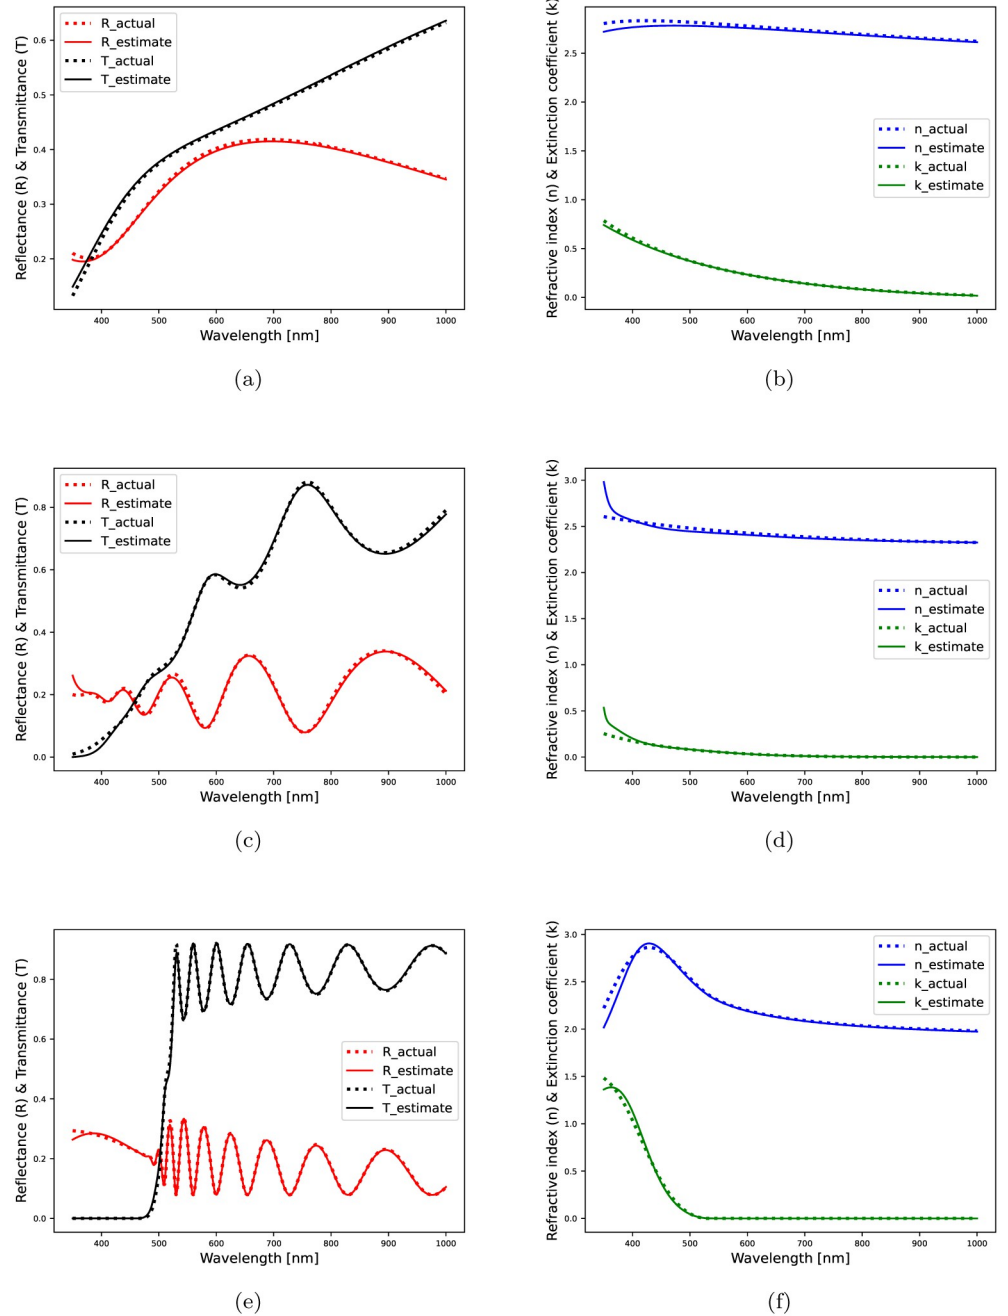 R_actual
R_estimate
T_actual
T_estimate
Reflectance (R) & Transmittance (T)
0.6
0.5
0.4
0.3
0.2
400 500 600 700 800 900 1000
Wavelength [nm]
(a)
n_actual
n_estimate
k_actual
k_estimate
Refractive index (n) & Extinction coefficient (k)
2.5
2.0
1.5
1.0
0.5
0.0
400 500 600 700 800 900 1000
Wavelength [nm]
(b)
R_actual
R_estimate
T_actual
T_estimate
Reflectance (R) & Transmittance (T)
0.8
0.6
0.4
0.2
0.0
400 500 600 700 800 900 1000
Wavelength [nm]
(c)
n_actual
n_estimate
k_actual
k_estimate
Refractive index (n) & Extinction coefficient (k)
3.0
2.5
2.0
1.5
1.0
0.5
0.0
400 500 600 700 800 900 1000
Wavelength [nm]
(d)
R_actual
R_estimate
T_actual
T_estimate
Reflectance (R) & Transmittance (T)
0.8
0.6
0.4
0.2
0.0
400 500 600 700 800 900 1000
Wavelength [nm]
(e)
n_actual
n_estimate
k_actual
k_estimate
Refractive index (n) & Extinction coefficient (k)
3.0
2.5
2.0
1.5
1.0
0.5
0.0
400 500 600 700 800 900 1000
Wavelength [nm]
(f)